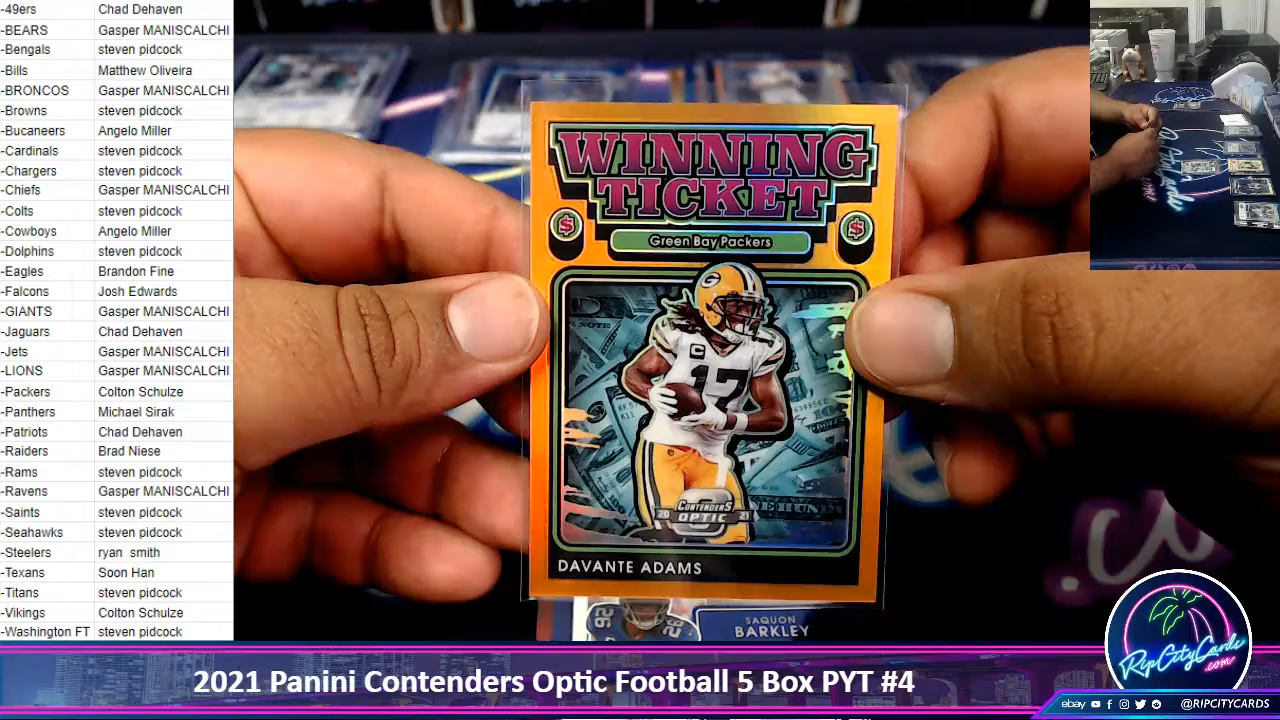 -49ers Chad Dehaven
-BEARS Gasper MANISCALCHI
-Bengals steven pidcock
-Bills Matthew Oliveira
-BRONCOS Gasper MANISCALCHI
-Browns steven pidcock
-Bucaneers Angelo Miller
-Cardinals steven pidcock
-Chargers steven pidcock
-Chiefs Gasper MANISCALCHI
-Colts steven pidcock
-Cowboys Angelo Miller
-Dolphins steven pidcock
-Eagles Brandon Fine
-Falcons Josh Edwards
-GIANTS Gasper MANISCALCHI
-Jaguars Chad Dehaven
-Jets Gasper MANISCALCHI
-LIONS Gasper MANISCALCHI
-Packers Colton Schulze
-Panthers Michael Sirak
-Patriots Chad Dehaven
-Raiders Brad Niese
-Rams steven pidcock
-Ravens Gasper MANISCALCHI
-Saints steven pidcock
-Seahawks steven pidcock
-Steelers ryan smith
-Texans Soon Han
-Titans steven pidcock
-Vikings Colton Schulze
-Washington FT steven pidcock
WINNING
TICKET
$ $
Green Bay Packers
NOTE
G
C
17
CONTENDERS
20 OPTIC 21
DAVANTE ADAMS
26 26
SAQUON
BARKLEY
RipCityCards
.com
2021 Panini Contenders Optic Football 5 Box PYT #4
ebay @RIPCITYCARDS